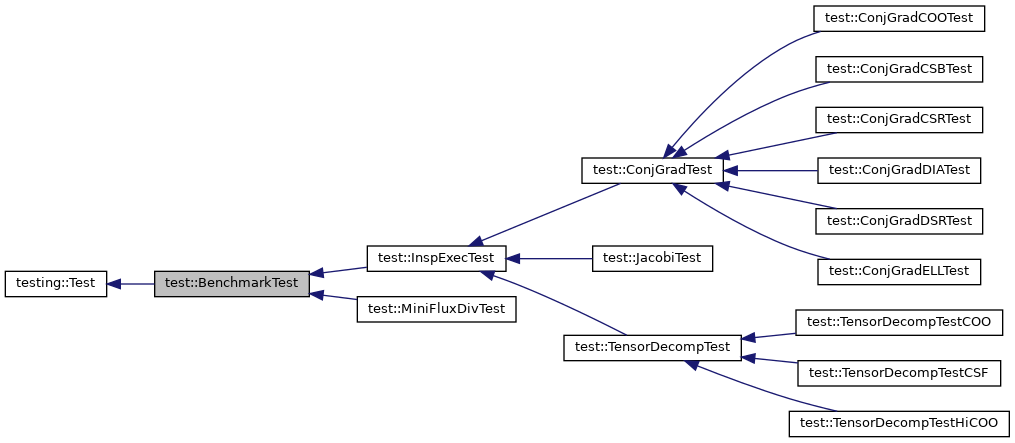 test::ConjGradCOOTest
test::ConjGradCSBTest
test::ConjGradCSRTest
test::ConjGradTest
test::ConjGradDIATest
test::ConjGradDSRTest
test::InspExecTest
test::JacobiTest
test::ConjGradELLTest
testing::Test
test::BenchmarkTest
test::MiniFluxDivTest
test::TensorDecompTestCOO
test::TensorDecompTest
test::TensorDecompTestCSF
test::TensorDecompTestHiCOO